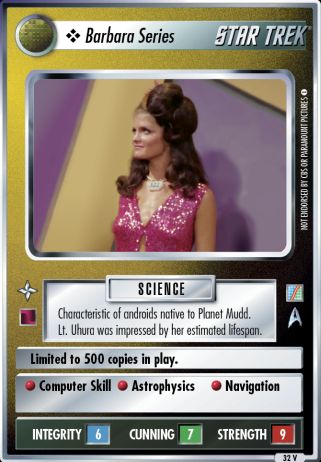 ❖ Barbara Series
STAR TREK
NOT ENDORSED BY CBS OR PARAMOUNT PICTURES
SCIENCE
Characteristic of androids native to Planet Mudd.
Lt. Uhura was impressed by her estimated lifespan.
Limited to 500 copies in play.
Computer Skill Astrophysics Navigation
INTEGRITY 6 CUNNING 7 STRENGTH 9
32 V